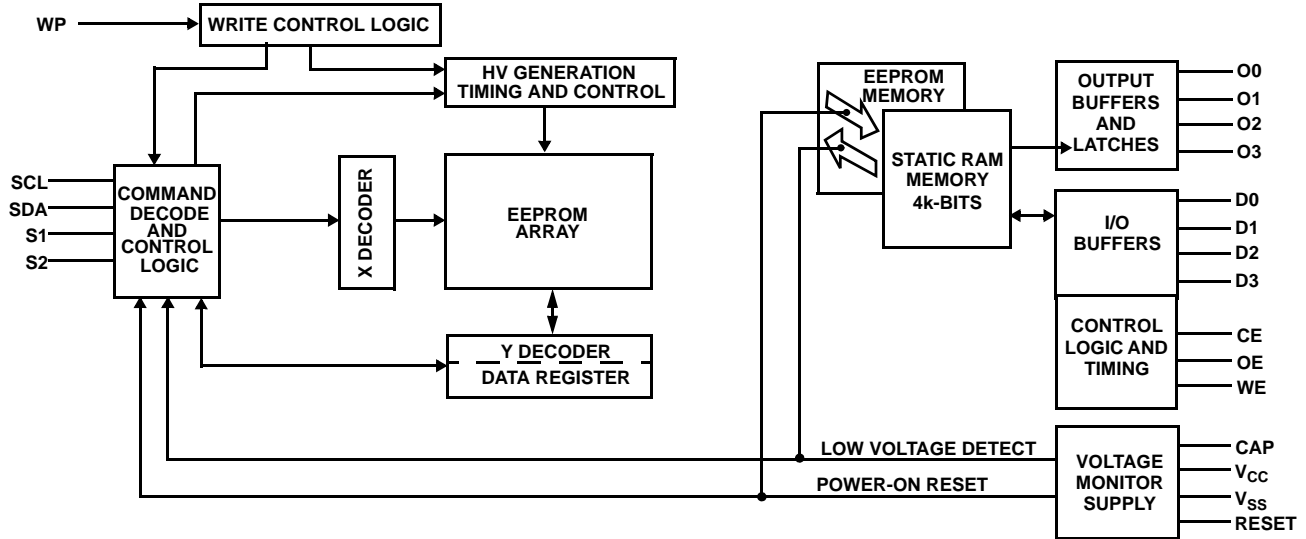 WP
WRITE CONTROL LOGIC
HV GENERATION
TIMING AND CONTROL
SCL
SDA
S1
S2
COMMAND
DECODE
AND
CONTROL
LOGIC
X DECODER
EEPROM
ARRAY
Y DECODER
DATA REGISTER
EEPROM
MEMORY
STATIC RAM
MEMORY
4k-BITS
OUTPUT
BUFFERS
AND
LATCHES
O0
O1
O2
O3
I/O
BUFFERS
D0
D1
D2
D3
CONTROL
LOGIC AND
TIMING
CE
OE
WE
LOW VOLTAGE DETECT
POWER-ON RESET
VOLTAGE
MONITOR
SUPPLY
CAP
VCC
VSS
RESET